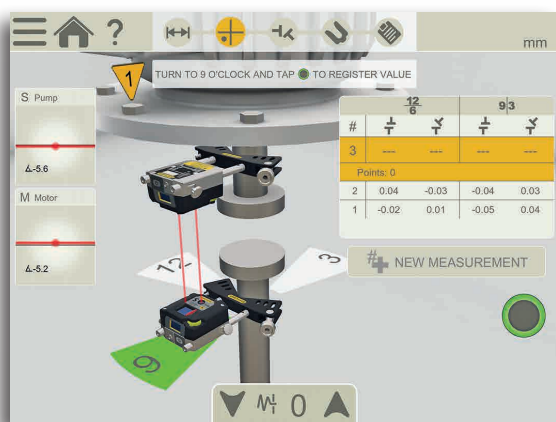 ?
mm
1
TURN TO 9 O'CLOCK AND TAP TO REGISTER VALUE
S Pump
∡-5.6
M Motor
∡-5.2
12
6
9 3
#
3 --- --- --- ---
Points: 0
2 0.04 -0.03 -0.04 0.03
1 -0.02 0.01 -0.05 0.04
# NEW MEASUREMENT
12
3
9
0